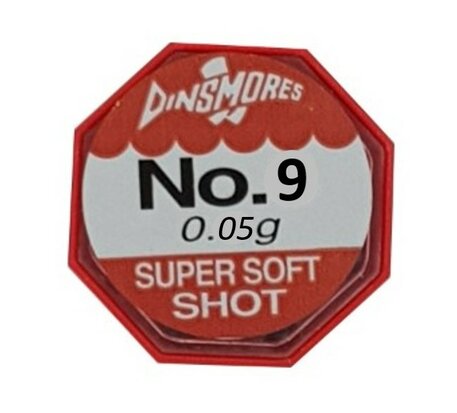 DINSMORES
No. 9
0.05g
SUPER SOFT
SHOT